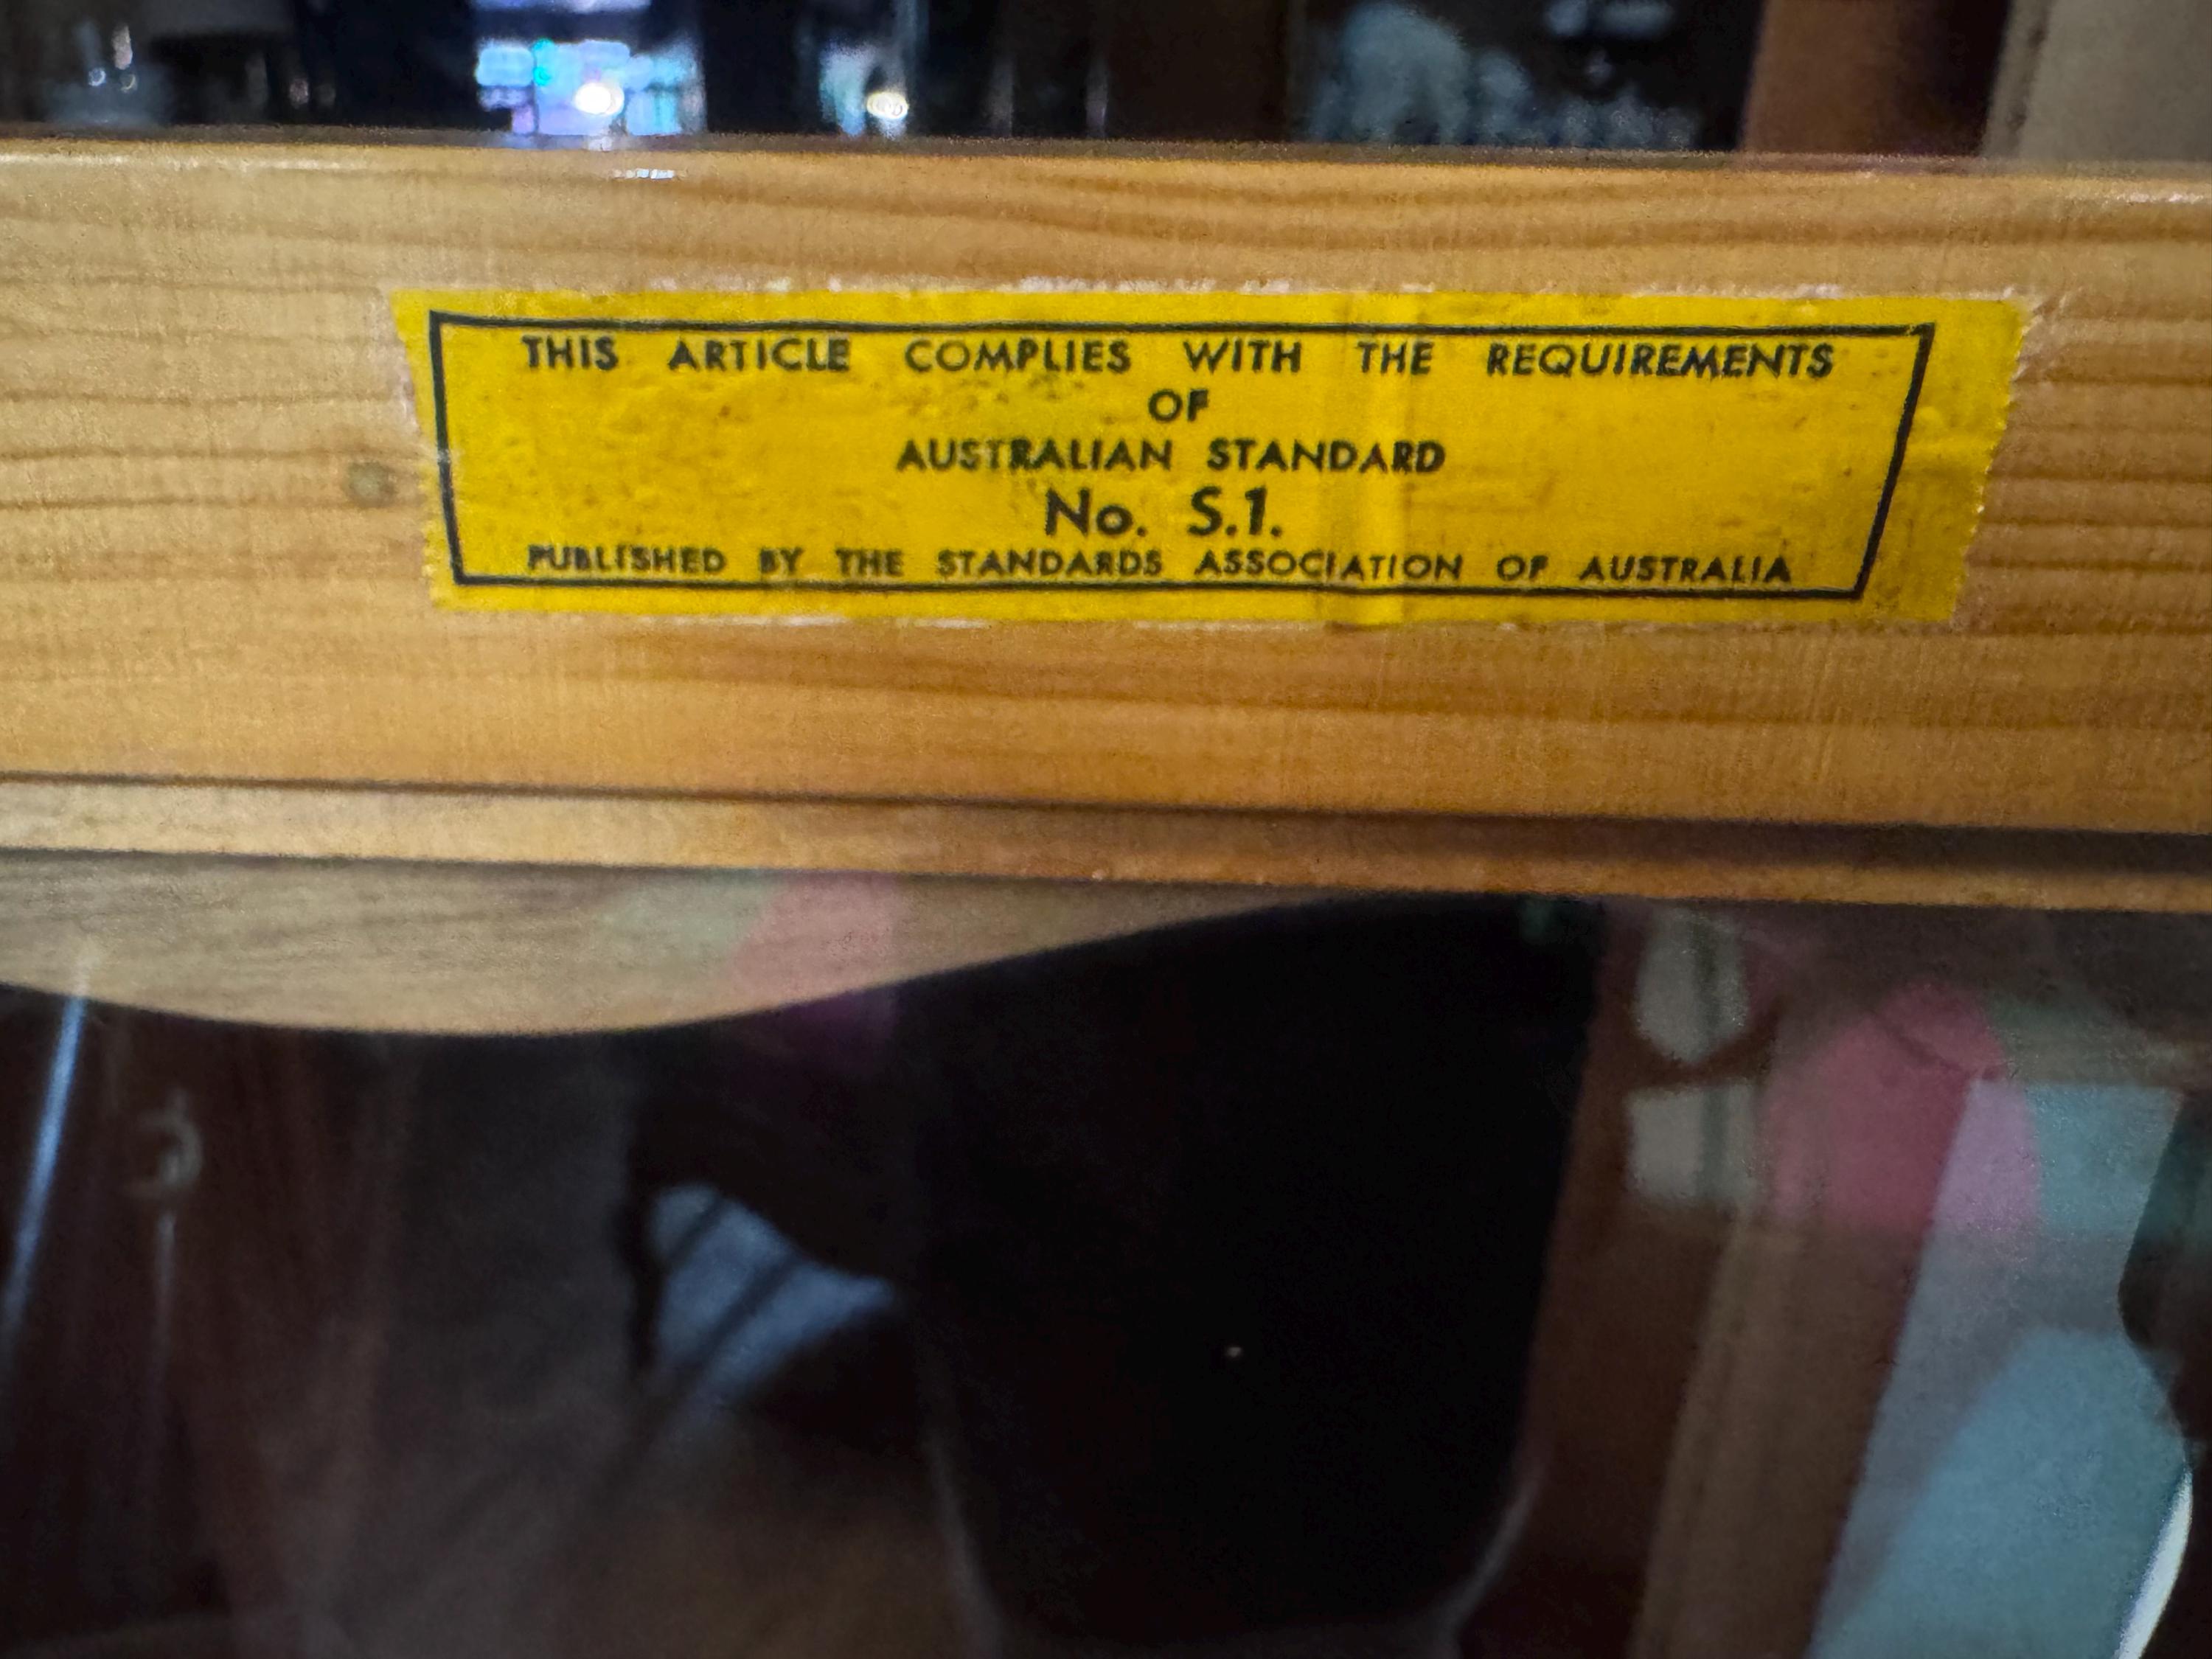 THIS ARTICLE COMPLIES WITH THE REQUIREMENTS
OF
AUSTRALIAN STANDARD
No. S.1.
PUBLISHED BY THE STANDARDS ASSOCIATION OF AUSTRALIA